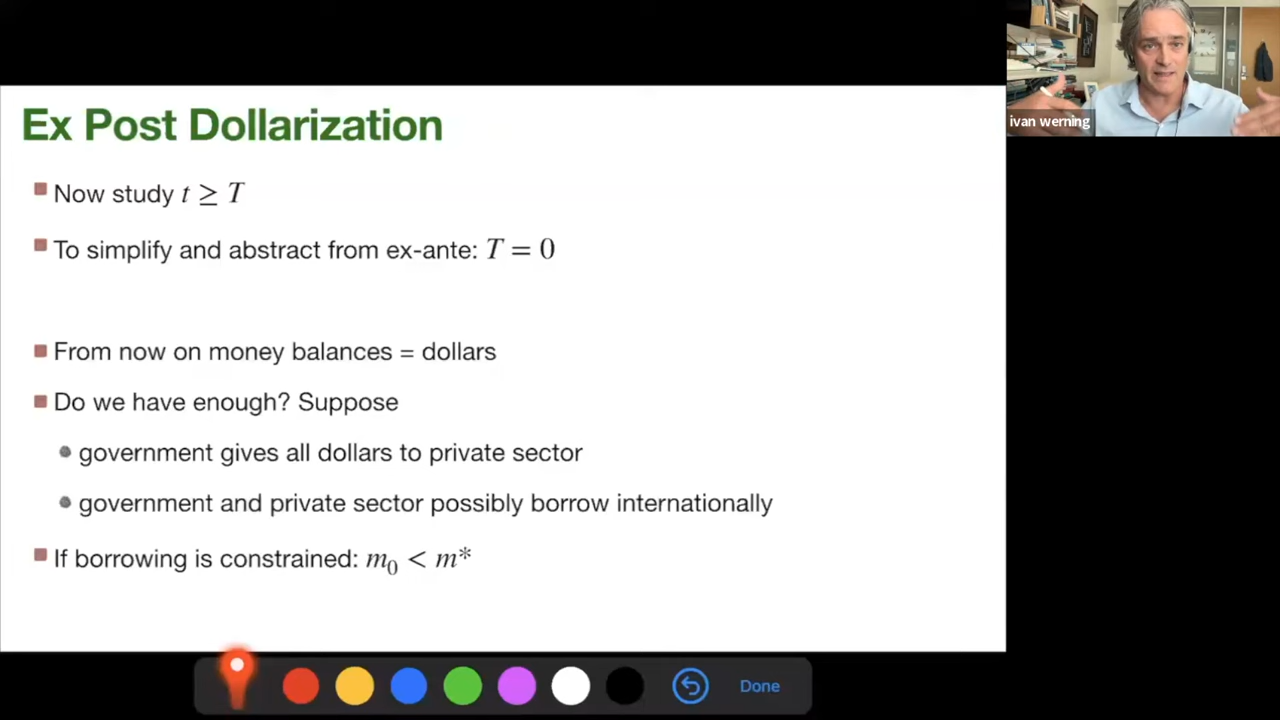 Ex Post Dollarization
Now study t ≥ T
To simplify and abstract from ex-ante: T = 0
From now on money balances = dollars
Do we have enough? Suppose
government gives all dollars to private sector
government and private sector possibly borrow internationally
If borrowing is constrained: m₀ < m*
ivan werning
Done